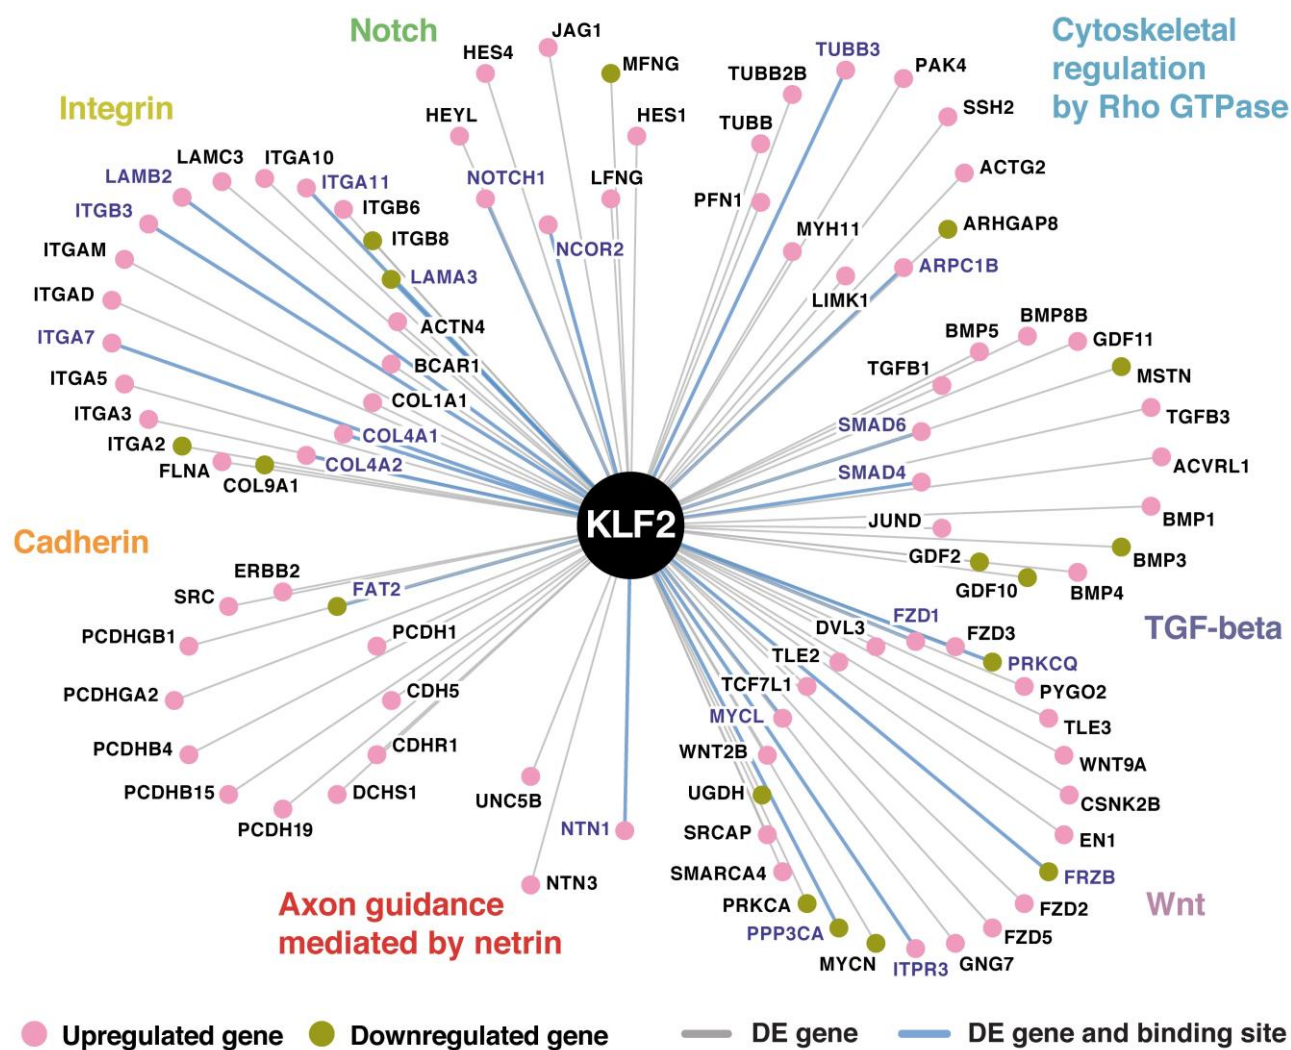 Notch
JAG1
HES4
MFNG
HEYL
HES1
NOTCH1
LFNG
NCOR2
Cytoskeletal
regulation
by Rho GTPase
TUBB3
PAK4
TUBB2B
SSH2
TUBB
ACTG2
PFN1
MYH11
ARHGAP8
ARPC1B
LIMK1
Integrin
LAMC3
ITGA10
LAMB2
ITGA11
ITGB3
ITGB6
ITGAM
ITGB8
LAMA3
ITGAD
ACTN4
ITGA7
BCAR1
ITGA5
COL1A1
ITGA3
COL4A1
ITGA2
COL4A2
FLNA
COL9A1
KLF2
BMP8B
BMP5
GDF11
TGFB1
MSTN
TGFB3
SMAD6
ACVRL1
SMAD4
JUND
BMP1
GDF2
BMP3
GDF10
BMP4
TGF-beta
Cadherin
ERBB2
SRC
FAT2
PCDHGB1
PCDH1
PCDHGA2
CDH5
PCDHB4
CDHR1
PCDHB15
DCHS1
PCDH19
UNC5B
NTN1
NTN3
Axon guidance
mediated by netrin
FZD1
DVL3
FZD3
TLE2
PRKCQ
TCF7L1
PYGO2
MYCL
TLE3
WNT2B
WNT9A
UGDH
CSNK2B
SRCAP
EN1
SMARCA4
FRZB
PRKCA
FZD2
PPP3CA
FZD5
MYCN
ITPR3
GNG7
Wnt
Upregulated gene
Downregulated gene
DE gene
DE gene and binding site